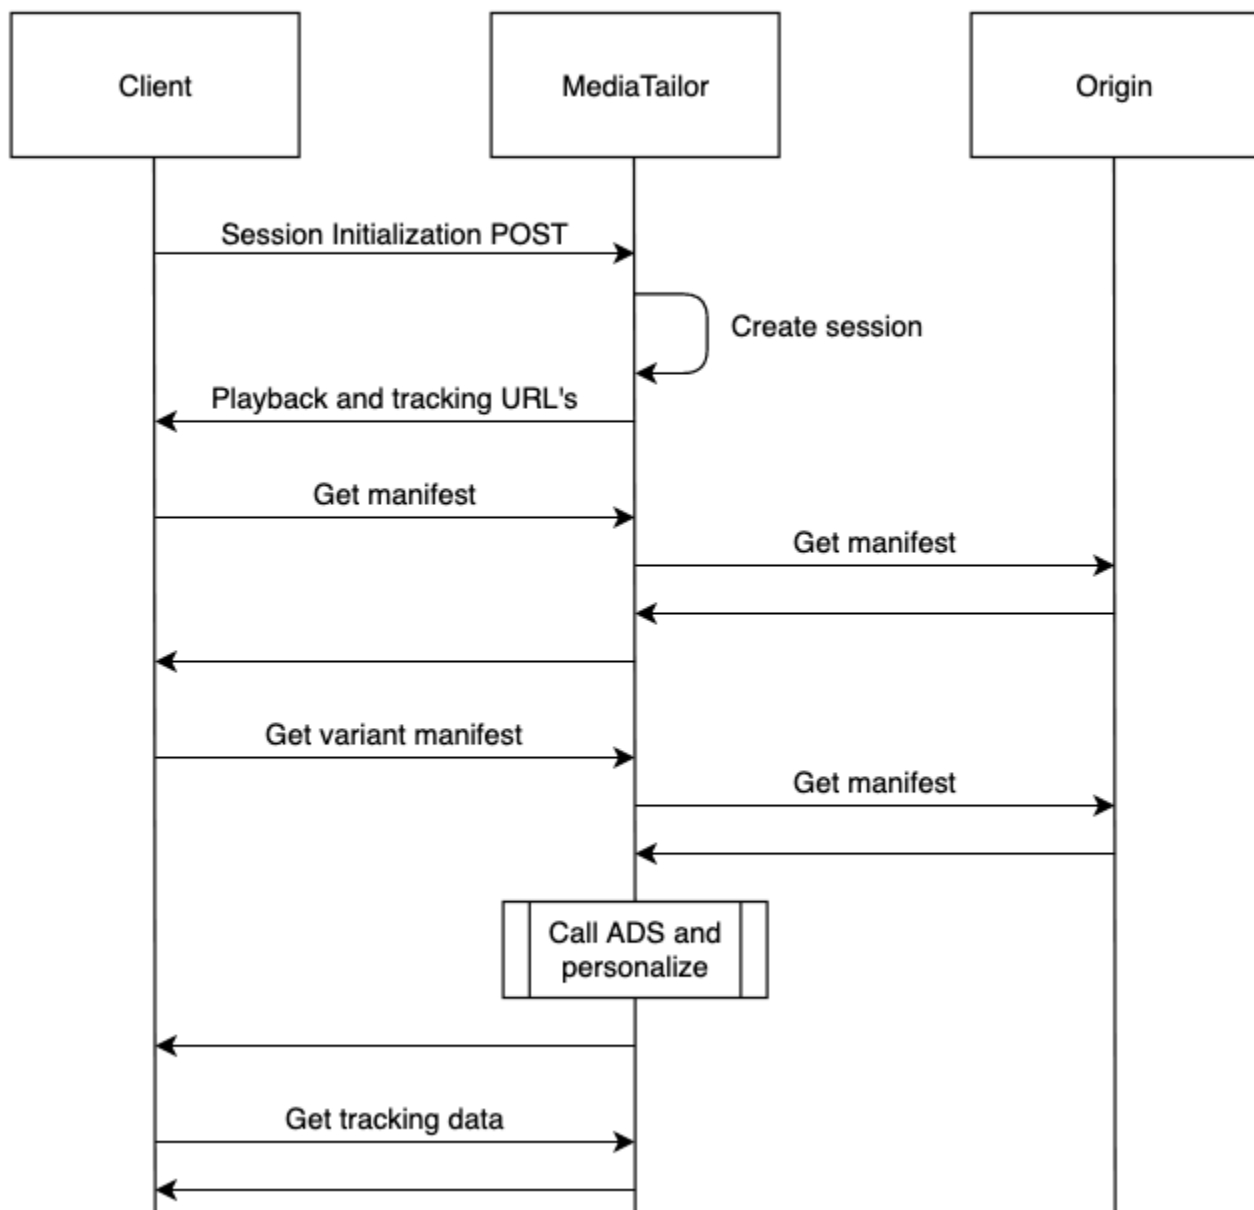 Client
MediaTailor
Origin
Session Initialization POST
Create session
Playback and tracking URL's
Get manifest
Get manifest
Get variant manifest
Get manifest
Call ADS and
personalize
Get tracking data